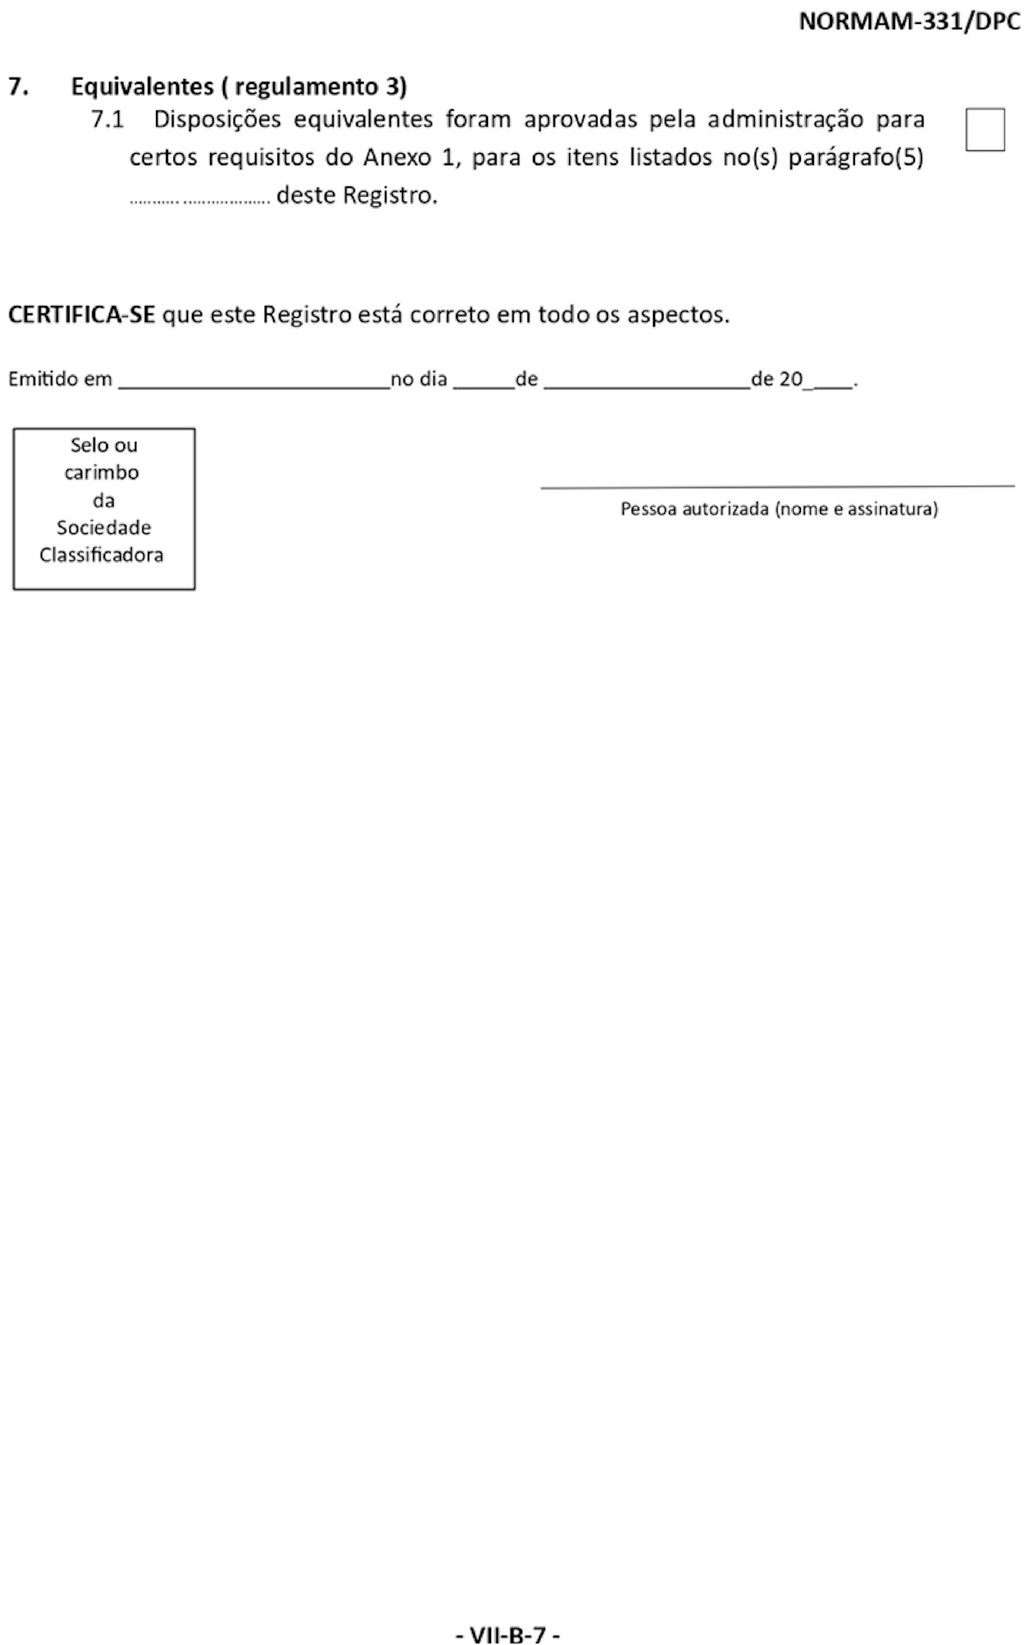 NORMAM-331/DPC
7. Equivalentes ( regulamento 3)
7.1 Disposições equivalentes foram aprovadas pela administração para
certos requisitos do Anexo 1, para os itens listados no(s) parágrafo(5)
.............................. deste Registro.
CERTIFICA-SE que este Registro está correto em todo os aspectos.
Emitido em __________________________no dia ______de ____________________de 20_____.
Selo ou
carimbo
da
Sociedade
Classificadora
Pessoa autorizada (nome e assinatura)
- VII-B-7 -